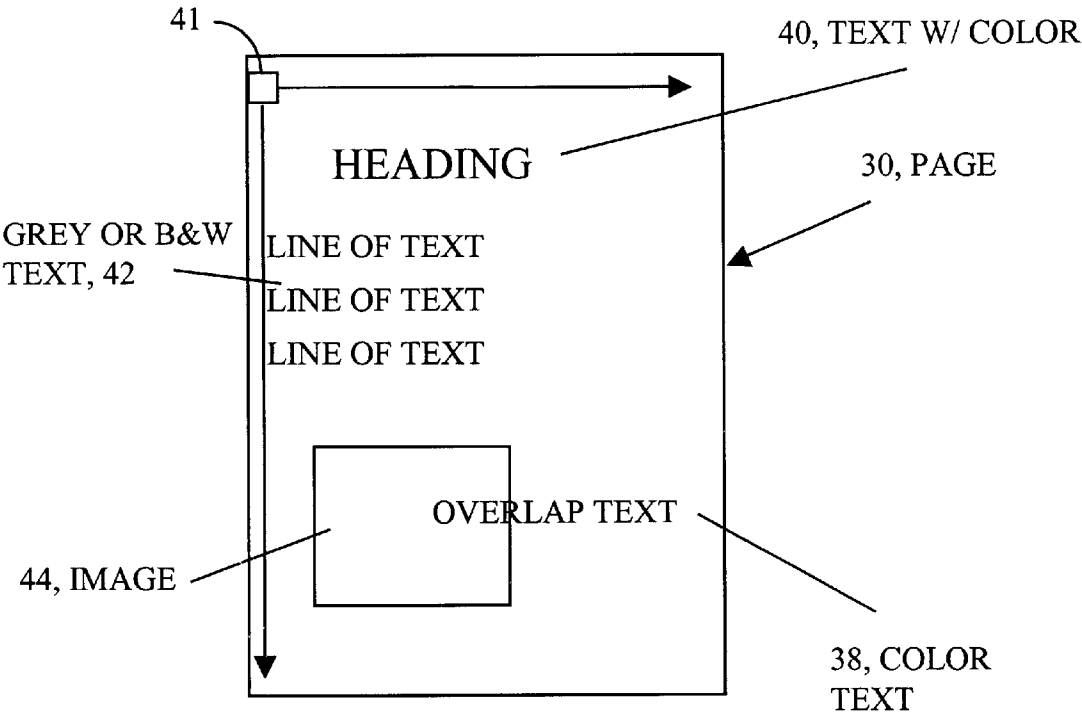 41
40, TEXT W/ COLOR
HEADING
30, PAGE
GREY OR B&W
TEXT, 42
LINE OF TEXT
LINE OF TEXT
LINE OF TEXT
OVERLAP TEXT
44, IMAGE
38, COLOR
TEXT